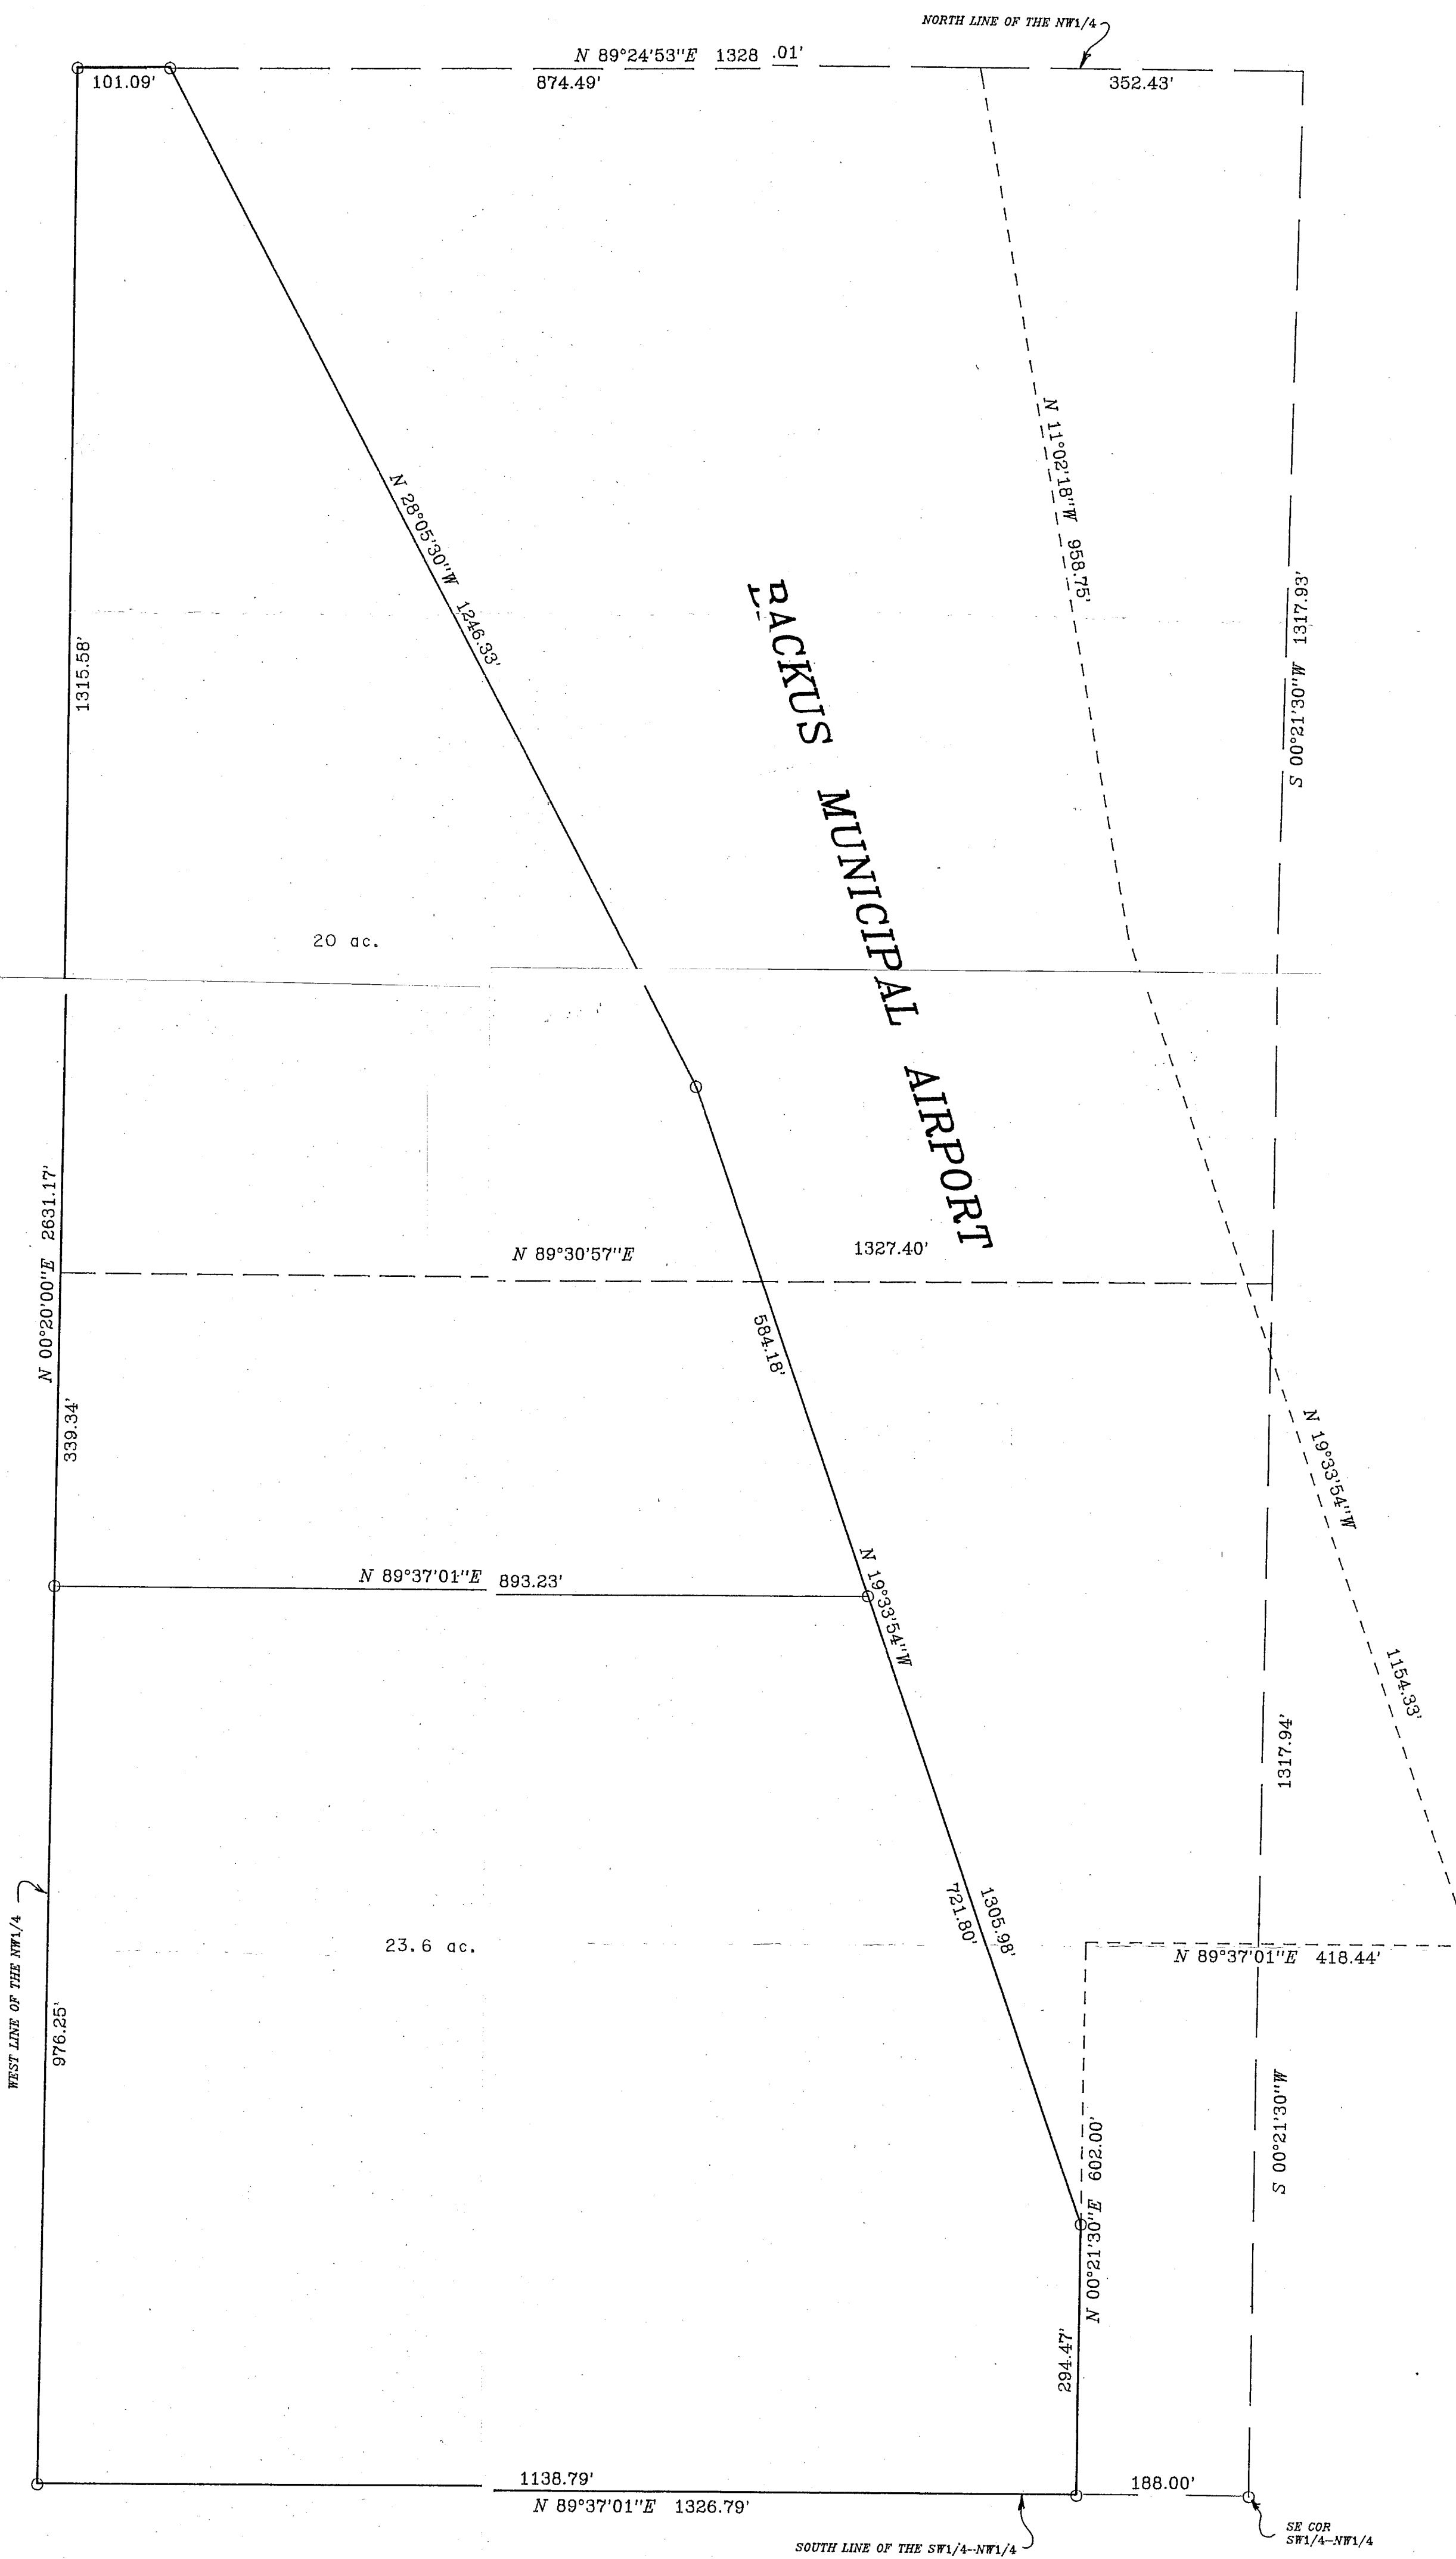 NORTH LINE OF THE NW1/4
N 89°24'53"E 1328 .01'
101.09'
874.49'
352.43'
N 11°02'18"W 958.75'
N 28°05'30"W 1246.33'
S 00°21'30"W 1317.93'
1315.58'
BACKUS MUNICIPAL AIRPORT
20 ac.
N 00°20'00"E 2631.17'
N 89°30'57"E 1327.40'
584.18'
339.34'
N 19°33'54"W
1154.33'
N 89°37'01"E 893.23'
N 19°33'54"W
1317.94'
1305.98'
721.80'
WEST LINE OF THE NW1/4
23.6 ac.
N 89°37'01"E 418.44'
976.25'
S 00°21'30"W
N 00°21'30"E 602.00'
294.47'
1138.79'
188.00'
N 89°37'01"E 1326.79'
SOUTH LINE OF THE SW1/4--NW1/4
SE COR
SW1/4--NW1/4